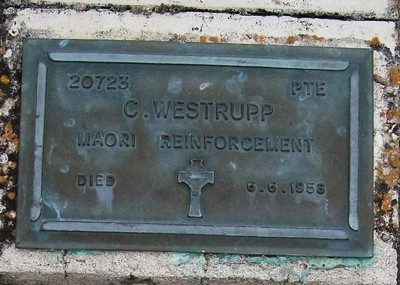 20723 PTE
C. WESTRUPP
MAORI REINFORCEMENT
DIED 6.6.1958